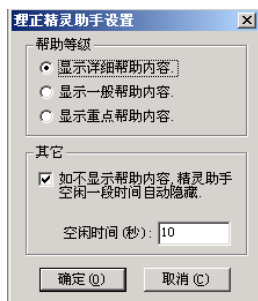 理正精灵助手设置
帮助等级
显示详细帮助内容.
显示一般帮助内容.
显示重点帮助内容.
其它
如不显示帮助内容,精灵助手
空闲一段时间自动隐藏.
空闲时间(秒): 10
确定(O) 取消(C)